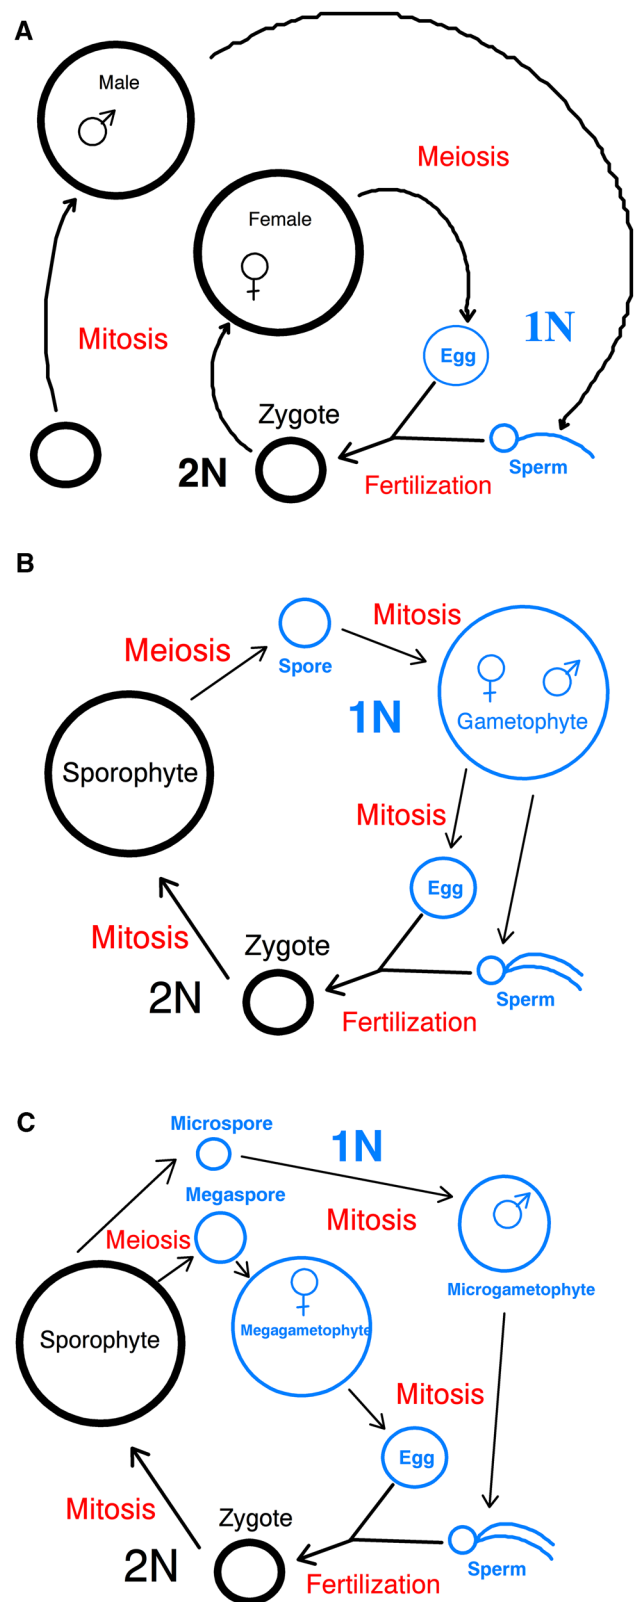 A
Male
Meiosis
Female
1N
Mitosis
Egg
Zygote
2N
Sperm
Fertilization
B
Mitosis
Meiosis
Spore
1N
Gametophyte
Sporophyte
Mitosis
Egg
Mitosis
Zygote
2N
Sperm
Fertilization
C
Microspore
1N
Megaspore
Mitosis
Meiosis
Microgametophyte
Megagametophyte
Sporophyte
Mitosis
Egg
Mitosis
Zygote
2N
Sperm
Fertilization